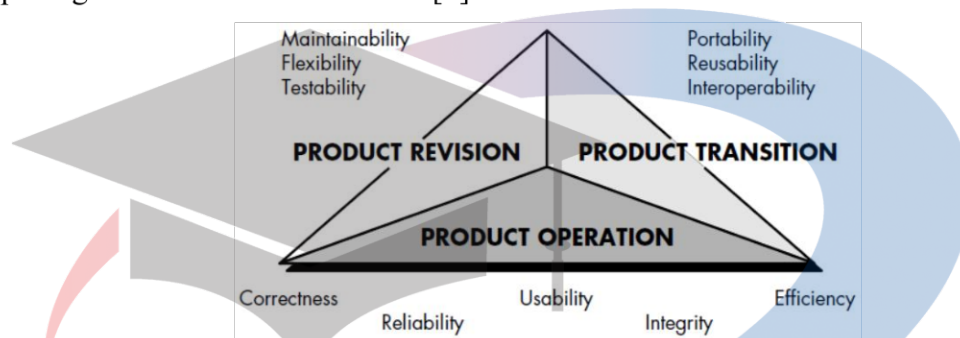 Maintainability
Flexibility
Testability
Portability
Reusability
Interoperability
PRODUCT REVISION
PRODUCT TRANSITION
PRODUCT OPERATION
Correctness
Usability
Efficiency
Reliability
Integrity